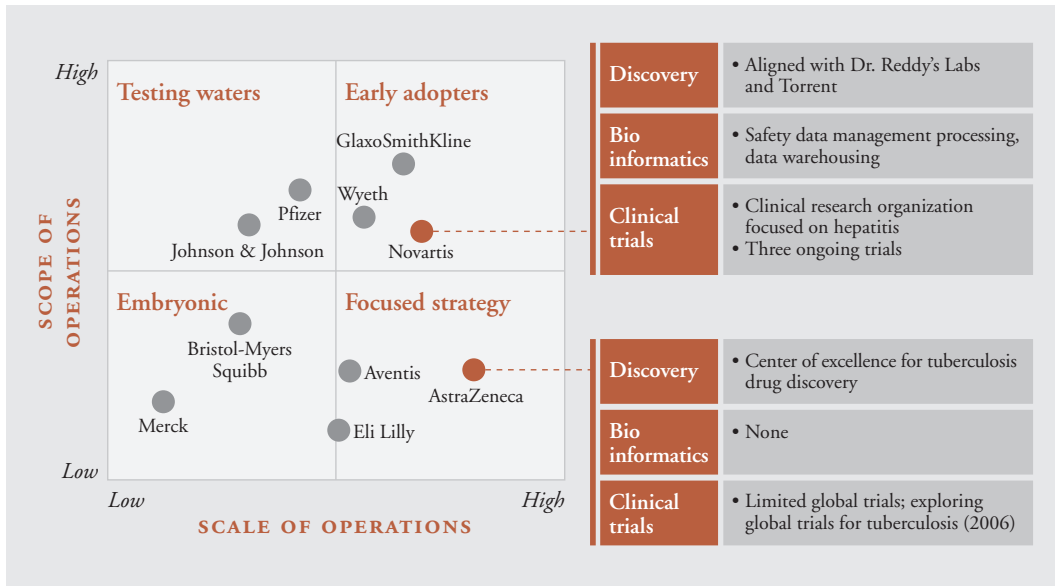 High
Testing waters
Early adopters
GlaxoSmithKline
Wyeth
Pfizer
Johnson & Johnson
Novartis
SCOPE OF
OPERATIONS
Embryonic
Focused strategy
Bristol-Myers
Squibb
Aventis
AstraZeneca
Merck
Eli Lilly
Low
Low
High
SCALE OF OPERATIONS
Discovery
• Aligned with Dr. Reddy’s Labs
and Torrent
Bio
informatics
• Safety data management processing,
data warehousing
Clinical
trials
• Clinical research organization
focused on hepatitis
• Three ongoing trials
Discovery
• Center of excellence for tuberculosis
drug discovery
Bio
informatics
• None
Clinical
trials
• Limited global trials; exploring
global trials for tuberculosis (2006)